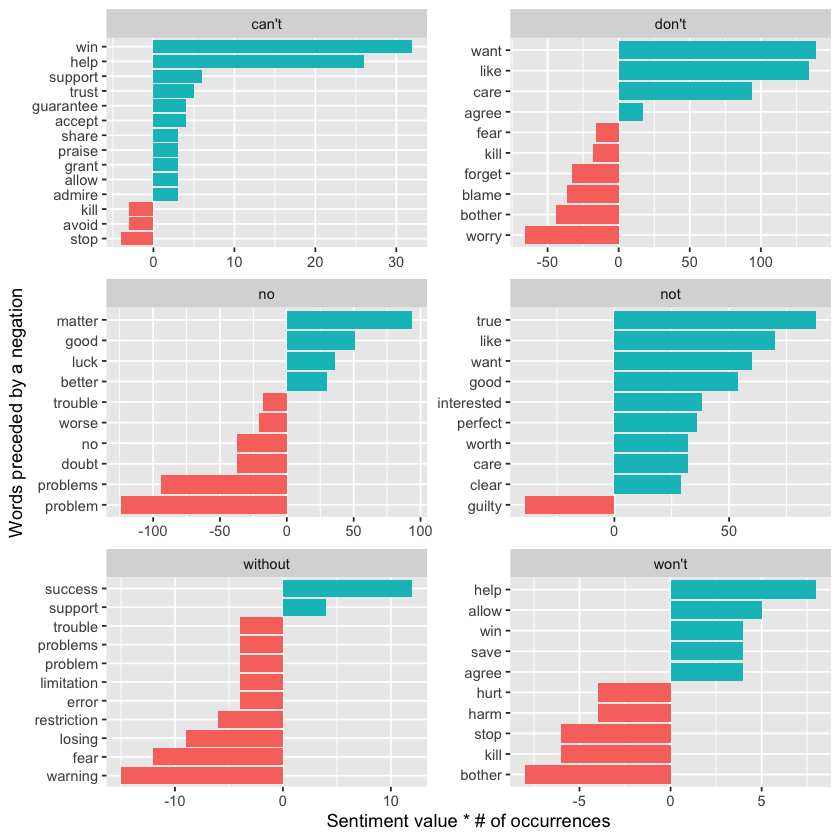 can't
win
help
support
trust
guarantee
accept
share
praise
grant
allow
admire
kill
avoid
stop
0 10 20 30
don't
want
like
care
agree
fear
kill
forget
blame
bother
worry
-50 0 50 100
no
matter
good
luck
better
trouble
worse
no
doubt
problems
problem
-100 -50 0 50 100
not
true
like
want
good
interested
perfect
worth
care
clear
guilty
0 50
without
success
support
trouble
problems
problem
limitation
error
restriction
losing
fear
warning
-10 0 10
won't
help
allow
win
save
agree
hurt
harm
stop
kill
bother
-5 0 5
Words preceded by a negation
Sentiment value * # of occurrences